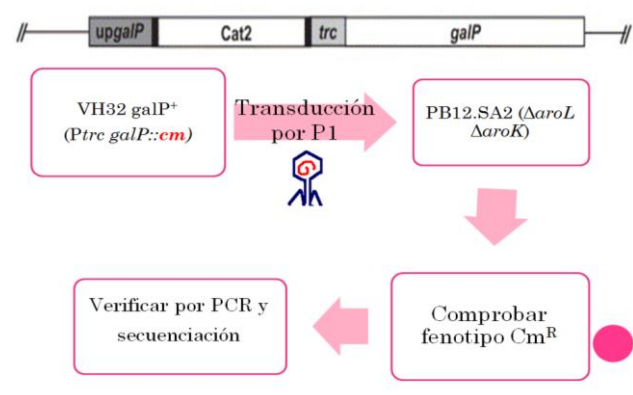 upgalP Cat2 trc galP
VH32 galP⁺
(Ptrc galP::cm)
Transducción
por P1
PB12.SA2 (ΔaroL
ΔaroK)
Comprobar
fenotipo Cmᴿ
Verificar por PCR y
secuenciación